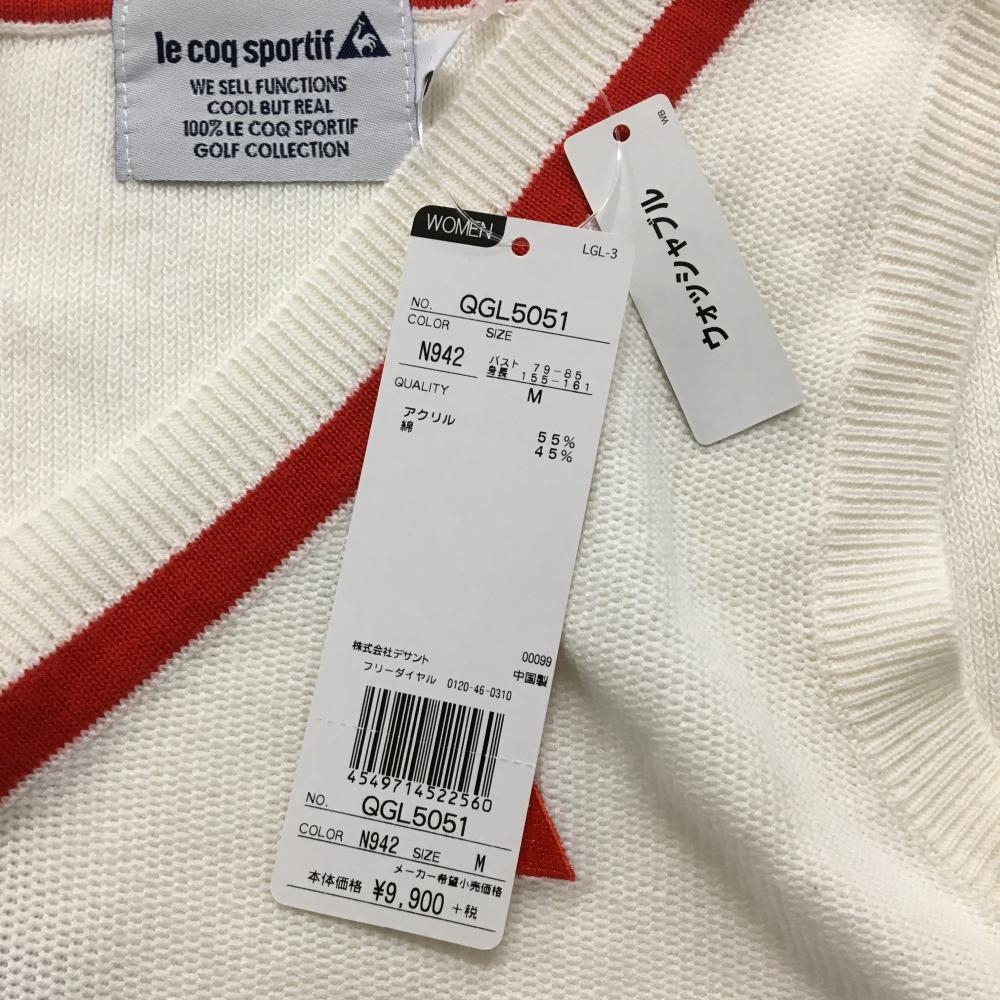 le coq sportif
WE SELL FUNCTIONS
COOL BUT REAL
100% LE COQ SPORTIF
GOLF COLLECTION
WB
ウォッシャブル
WOMEN
LGL-3
NO. QGL5051
COLOR SIZE
N942 バスト 79-85
身長 155-161
QUALITY M
アクリル 55%
綿 45%
株式会社デサント 00099
フリーダイヤル 0120-46-0310 中国製
4549714522560
NO. QGL5051
COLOR N942 SIZE M
メーカー希望小売価格
本体価格 ¥9,900 +税